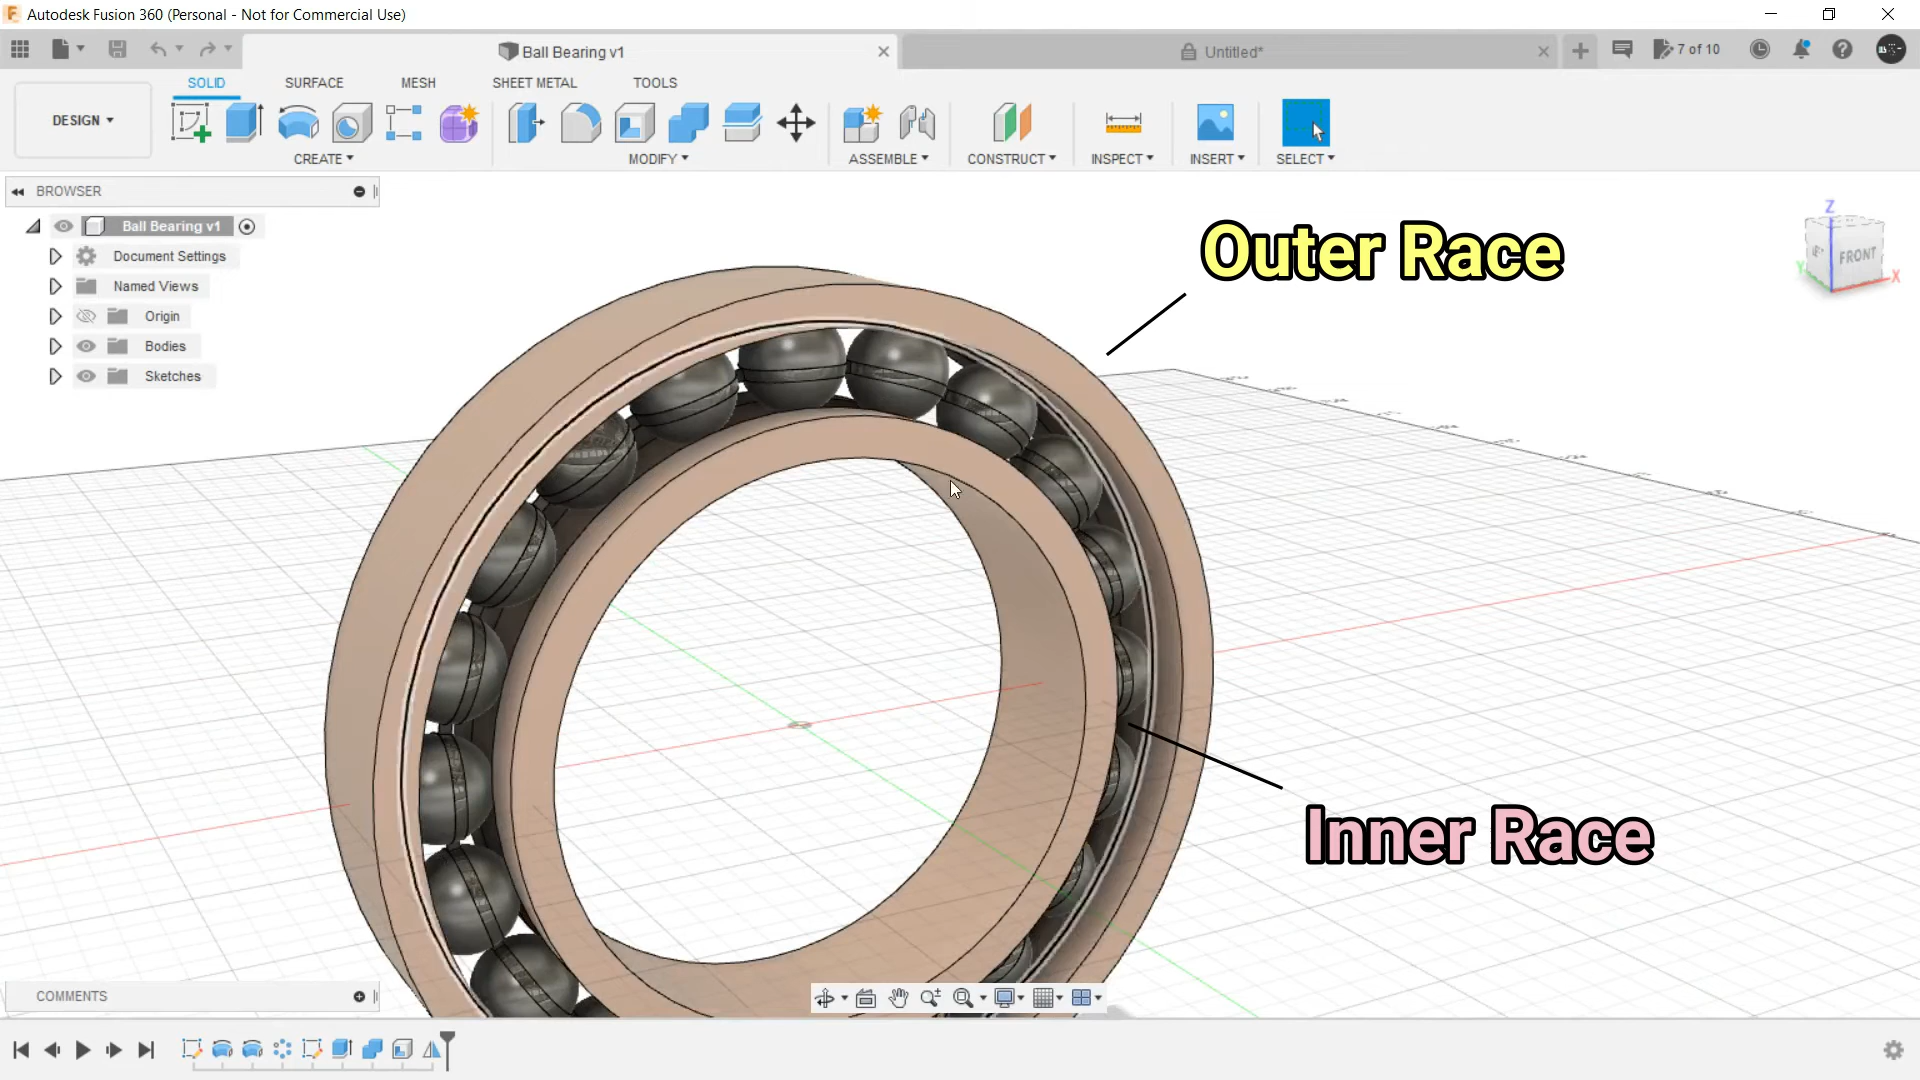 Autodesk Fusion 360 (Personal - Not for Commercial Use)
Ball Bearing v1
Untitled*
7 of 10
SOLID
SURFACE
MESH
SHEET METAL
TOOLS
DESIGN
CREATE
MODIFY
ASSEMBLE
CONSTRUCT
INSPECT
INSERT
SELECT
BROWSER
Ball Bearing v1
Document Settings
Named Views
Origin
Bodies
Sketches
Outer Race
Z
FRONT
Y
X
Inner Race
COMMENTS